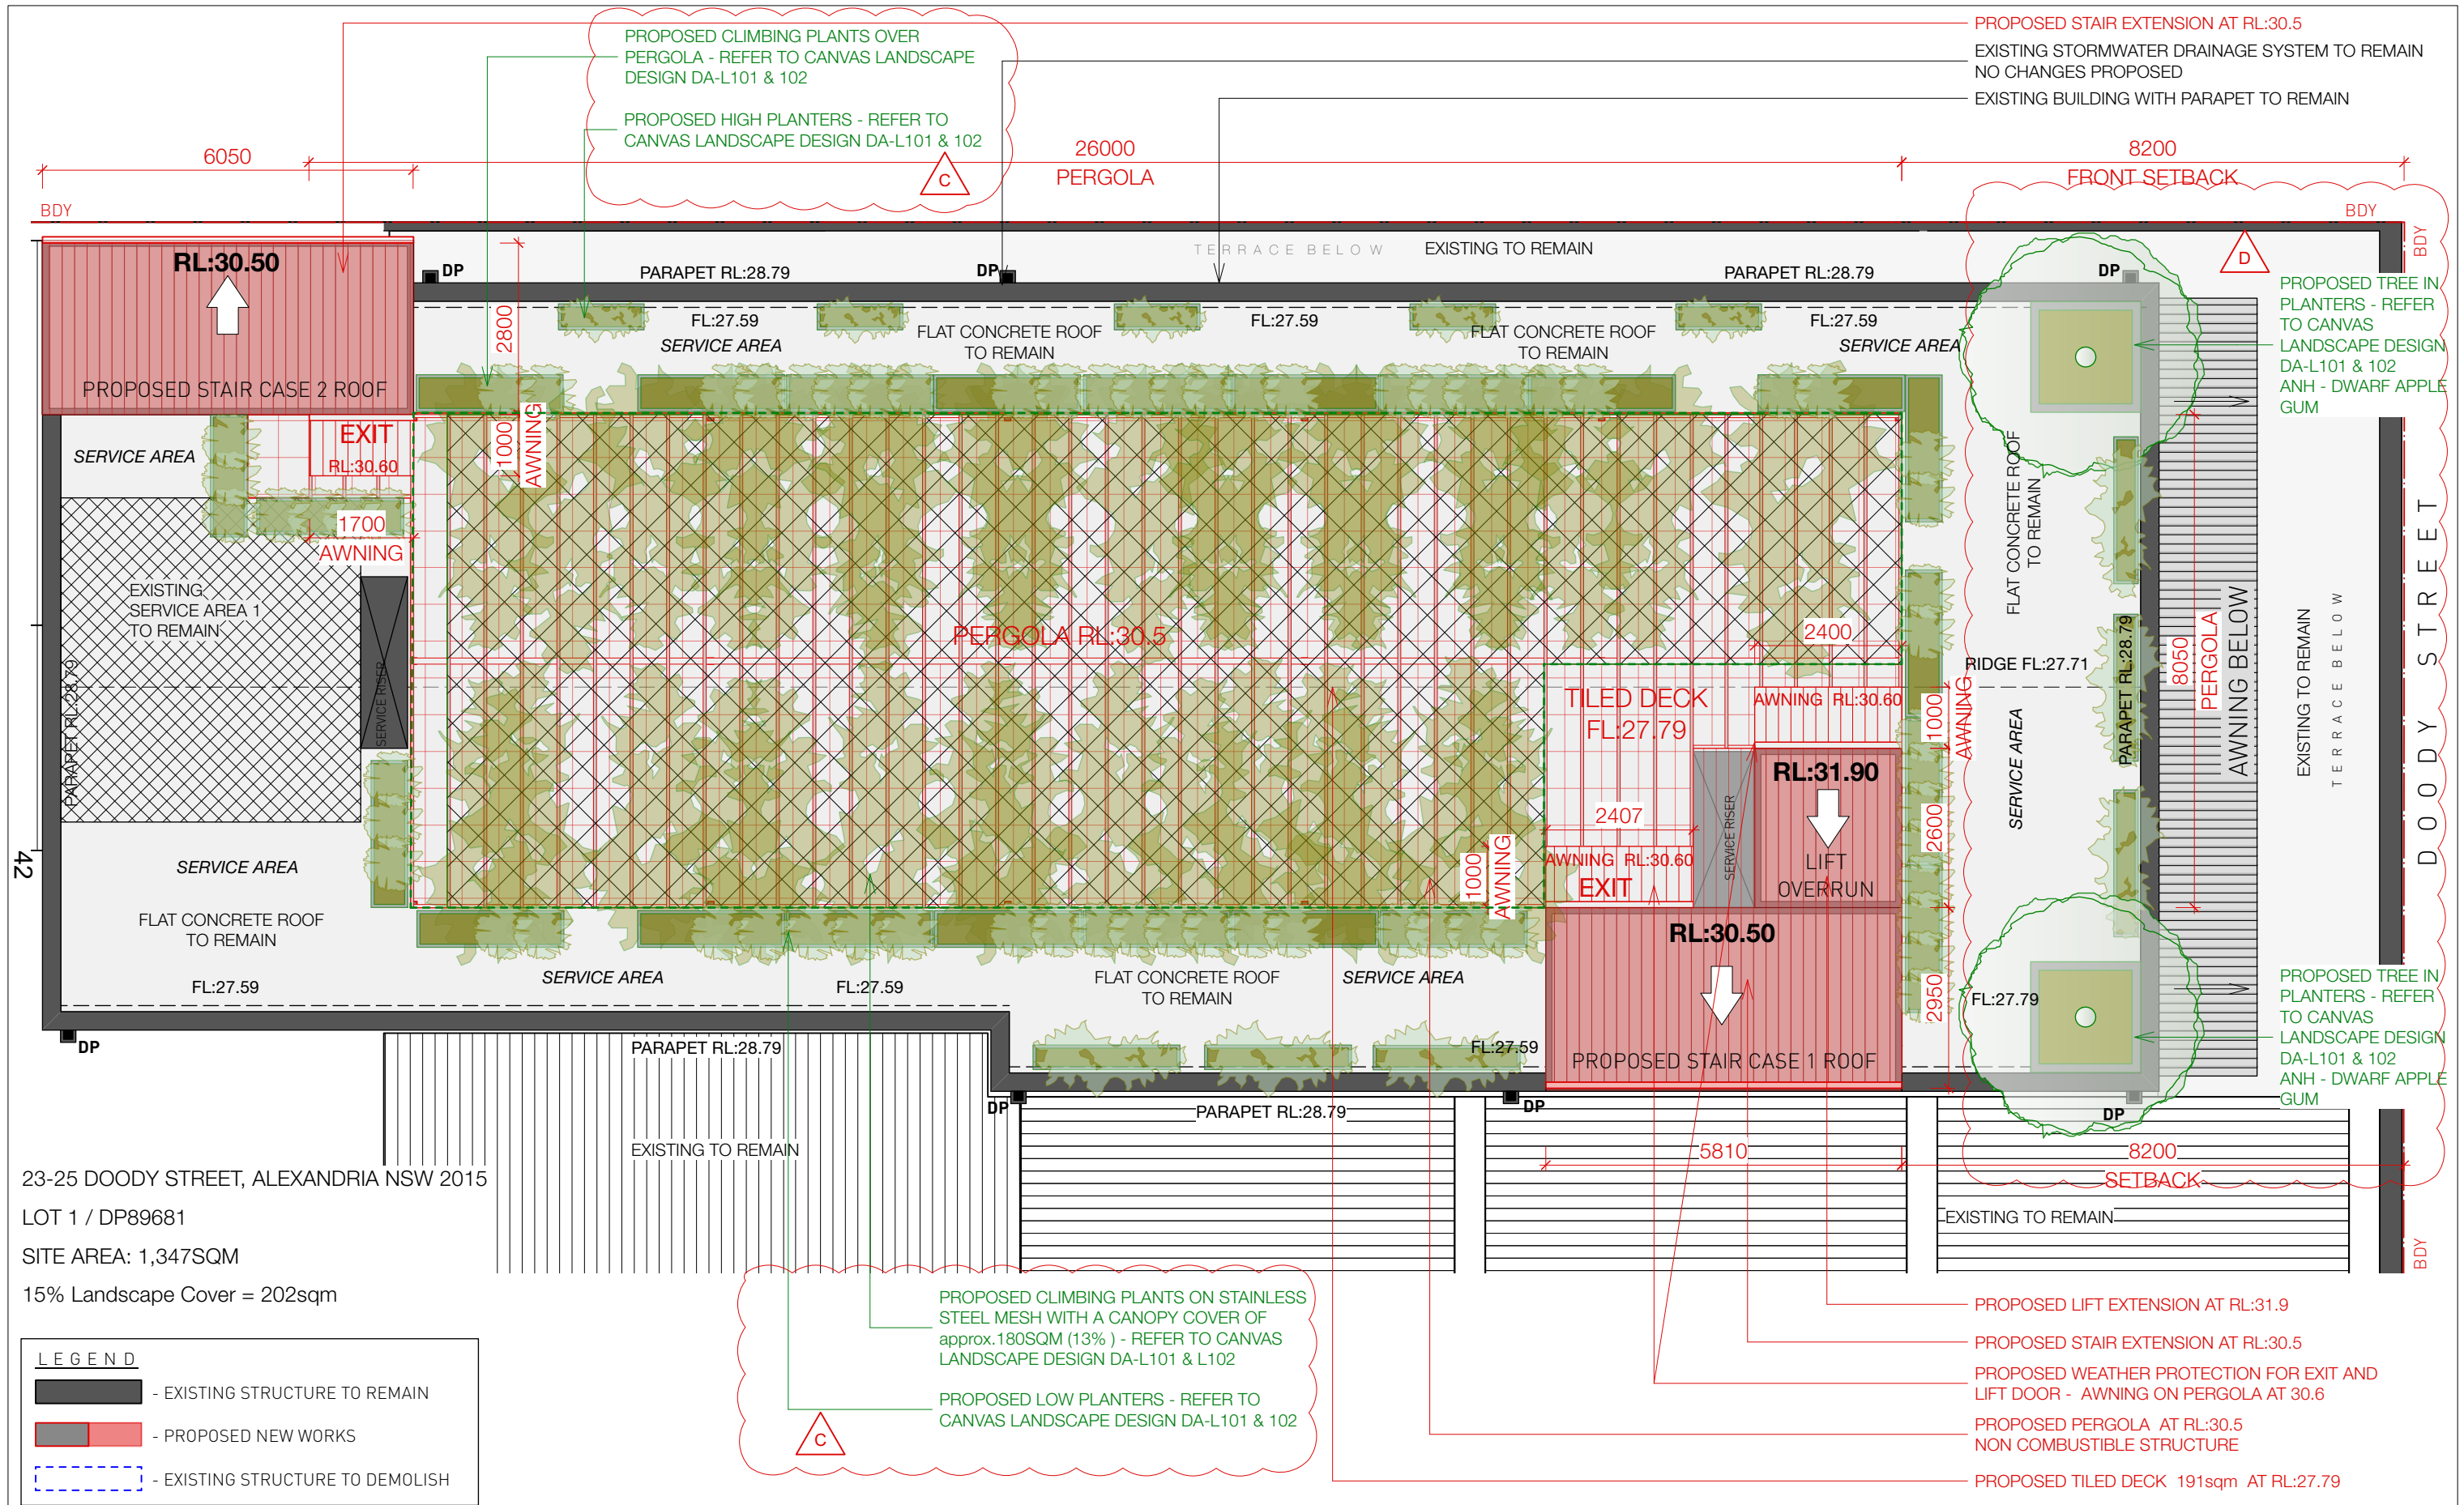 PROPOSED CLIMBING PLANTS OVER
PERGOLA - REFER TO CANVAS LANDSCAPE
DESIGN DA-L101 & 102
PROPOSED HIGH PLANTERS - REFER TO
CANVAS LANDSCAPE DESIGN DA-L101 & 102
C
PROPOSED STAIR EXTENSION AT RL:30.5
EXISTING STORMWATER DRAINAGE SYSTEM TO REMAIN
NO CHANGES PROPOSED
EXISTING BUILDING WITH PARAPET TO REMAIN
6050
26000
PERGOLA
8200
FRONT SETBACK
BDY
BDY
BDY
D
TERRACE BELOW
EXISTING TO REMAIN
RL:30.50
PROPOSED STAIR CASE 2 ROOF
DP
PARAPET RL:28.79
DP
PARAPET RL:28.79
DP
2800
FL:27.59
SERVICE AREA
FLAT CONCRETE ROOF
TO REMAIN
FL:27.59
FLAT CONCRETE ROOF
TO REMAIN
FL:27.59
SERVICE AREA
PROPOSED TREE IN
PLANTERS - REFER
TO CANVAS
LANDSCAPE DESIGN
DA-L101 & 102
ANH - DWARF APPLE
GUM
SERVICE AREA
EXIT
RL:30.60
1000
AWNING
1700
AWNING
EXISTING
SERVICE AREA 1
TO REMAIN
SERVICE RISER
PARAPET RL:28.79
PERGOLA RL:30.5
2400
TILED DECK
FL:27.79
AWNING RL:30.60
1000
AWNING
RL:31.90
LIFT
OVERRUN
SERVICE RISER
2407
AWNING RL:30.60
EXIT
1000
AWNING
2600
FLAT CONCRETE ROOF
TO REMAIN
RIDGE FL:27.71
SERVICE AREA
PARAPET RL:28.79
8050
PERGOLA
AWNING BELOW
EXISTING TO REMAIN
TERRACE BELOW
DOODY STREET
42
SERVICE AREA
FLAT CONCRETE ROOF
TO REMAIN
FL:27.59
SERVICE AREA
FL:27.59
FLAT CONCRETE ROOF
TO REMAIN
SERVICE AREA
RL:30.50
PROPOSED STAIR CASE 1 ROOF
2950
FL:27.79
FL:27.59
PROPOSED TREE IN
PLANTERS - REFER
TO CANVAS
LANDSCAPE DESIGN
DA-L101 & 102
ANH - DWARF APPLE
GUM
DP
PARAPET RL:28.79
DP
PARAPET RL:28.79
DP
DP
EXISTING TO REMAIN
5810
8200
SETBACK
EXISTING TO REMAIN
BDY
23-25 DOODY STREET, ALEXANDRIA NSW 2015
LOT 1 / DP89681
SITE AREA: 1,347SQM
15% Landscape Cover = 202sqm
LEGEND
- EXISTING STRUCTURE TO REMAIN
- PROPOSED NEW WORKS
- EXISTING STRUCTURE TO DEMOLISH
PROPOSED CLIMBING PLANTS ON STAINLESS
STEEL MESH WITH A CANOPY COVER OF
approx.180SQM (13% ) - REFER TO CANVAS
LANDSCAPE DESIGN DA-L101 & L102
PROPOSED LOW PLANTERS - REFER TO
CANVAS LANDSCAPE DESIGN DA-L101 & 102
C
PROPOSED LIFT EXTENSION AT RL:31.9
PROPOSED STAIR EXTENSION AT RL:30.5
PROPOSED WEATHER PROTECTION FOR EXIT AND
LIFT DOOR - AWNING ON PERGOLA AT 30.6
PROPOSED PERGOLA AT RL:30.5
NON COMBUSTIBLE STRUCTURE
PROPOSED TILED DECK 191sqm AT RL:27.79